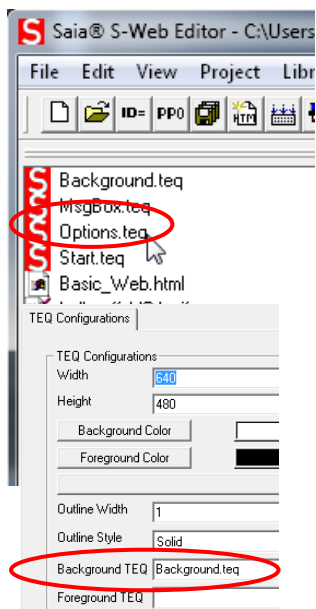 S Saia® S-Web Editor - C:\Users
File Edit View Project Libr
ID= PPO HTM
S Background.teq
S MsgBox.teq
S Options.teq
S Start.teq
Basic_Web.html
TEQ Configurations
TEQ Configurations
Width 640
Height 480
Background Color
Foreground Color
Outline Width 1
Outline Style Solid
Background TEQ Background.teq
Foreground TEQ